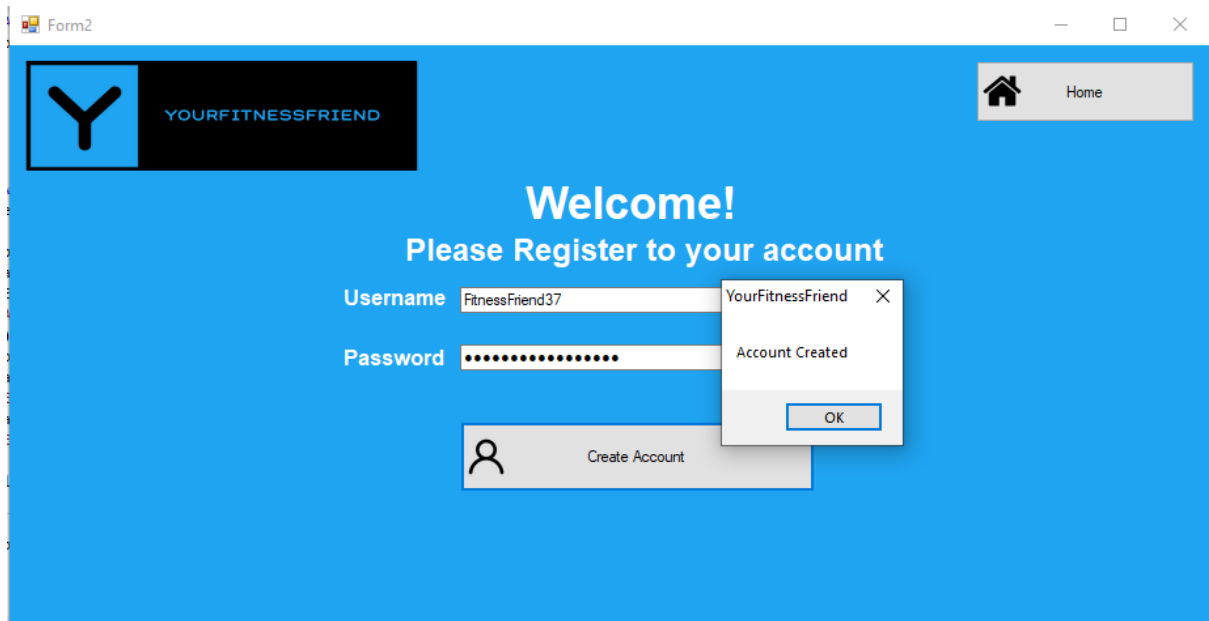 Form2
Y YOURFITNESSFRIEND
Home
Welcome!
Please Register to your account
Username FitnessFriend37
YourFitnessFriend
Account Created
Password •••••••••••••••••
OK
Create Account